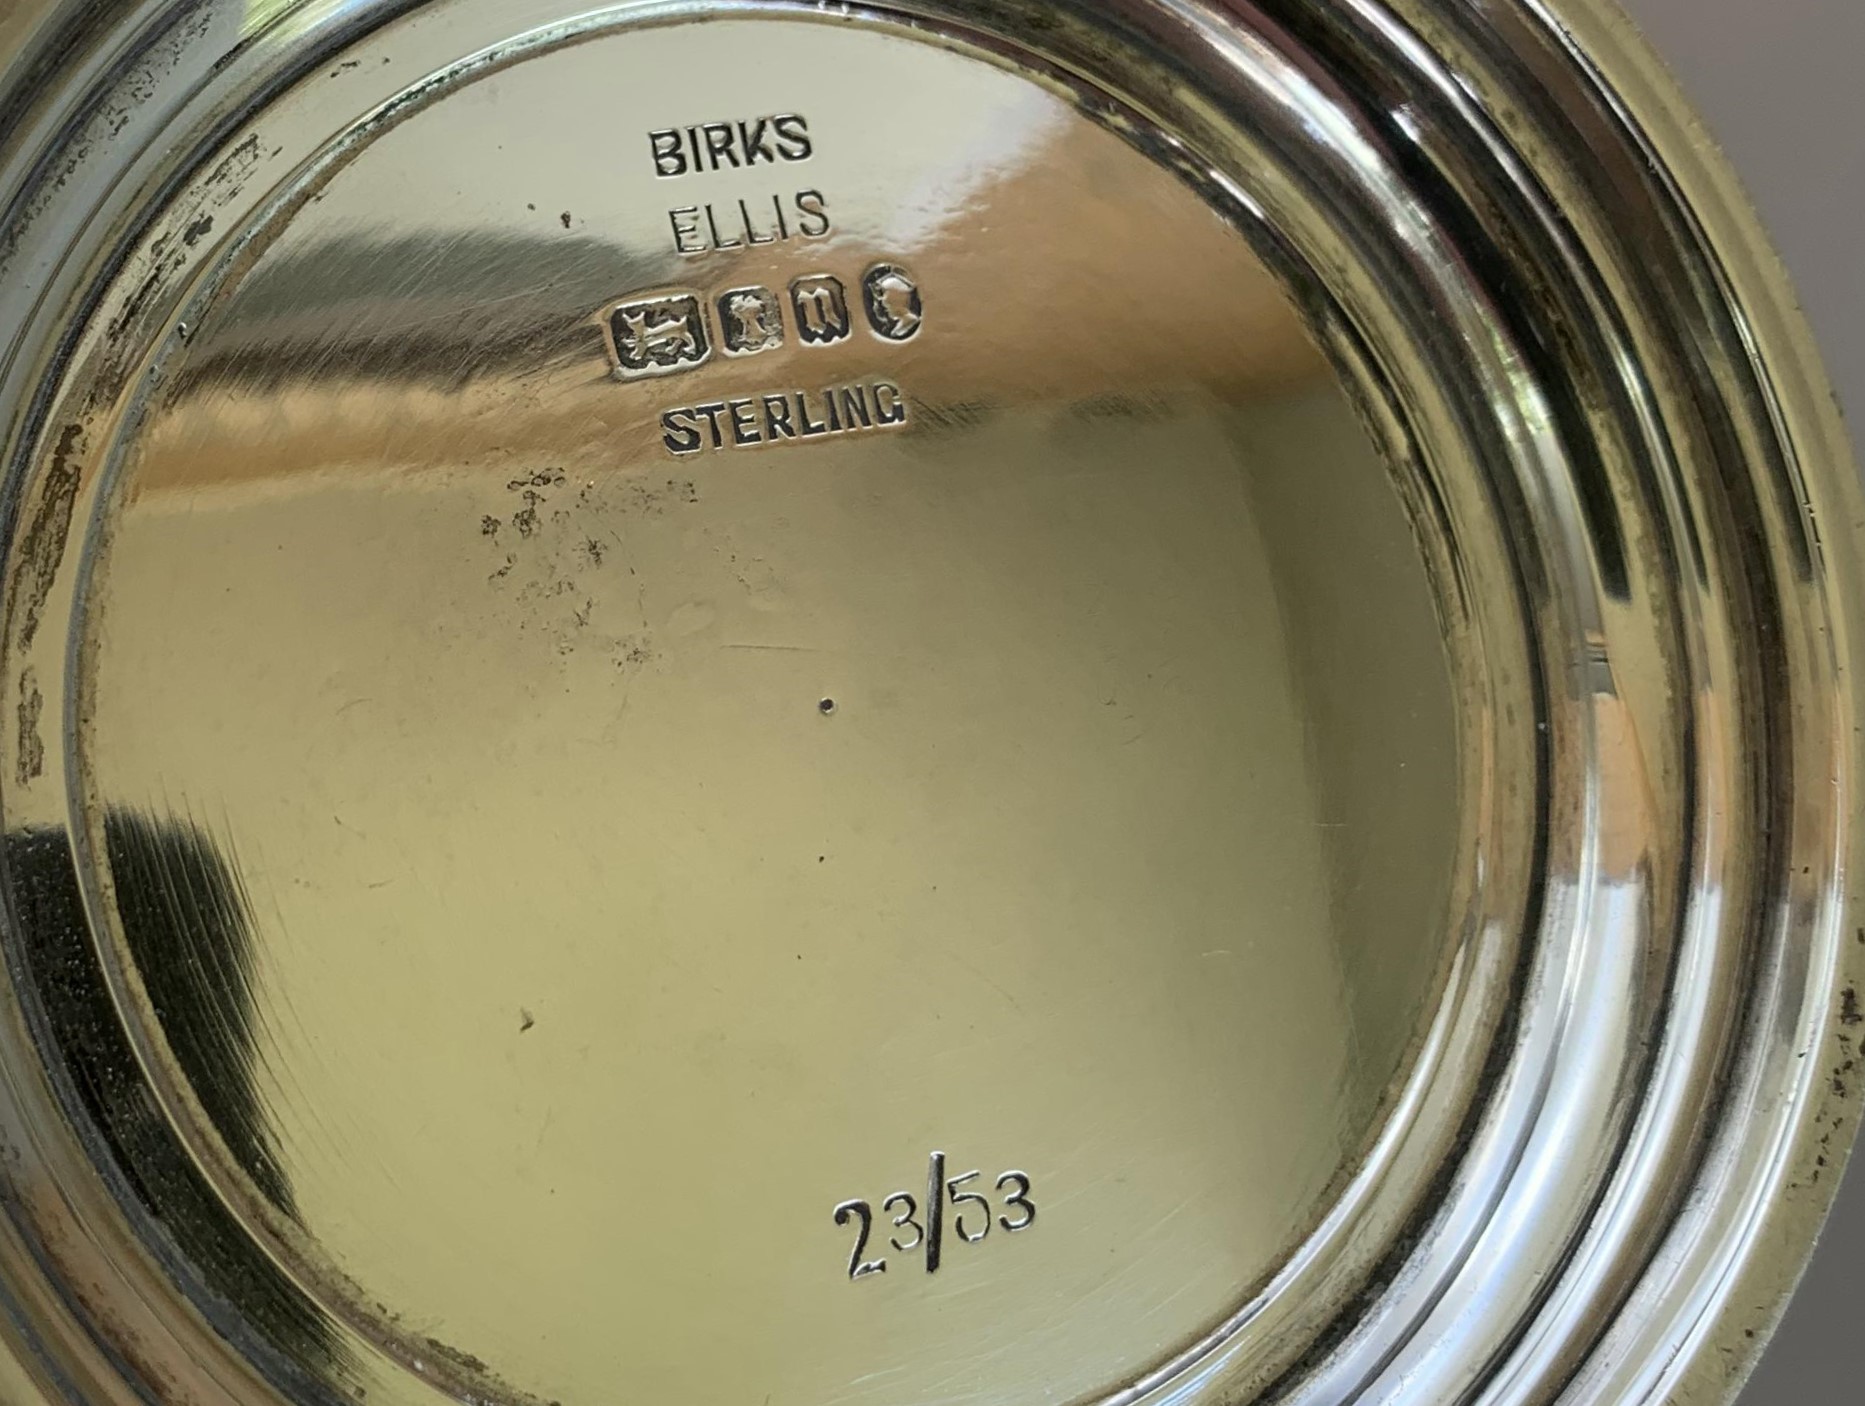 BIRKS
ELLIS
STERLING
23/53